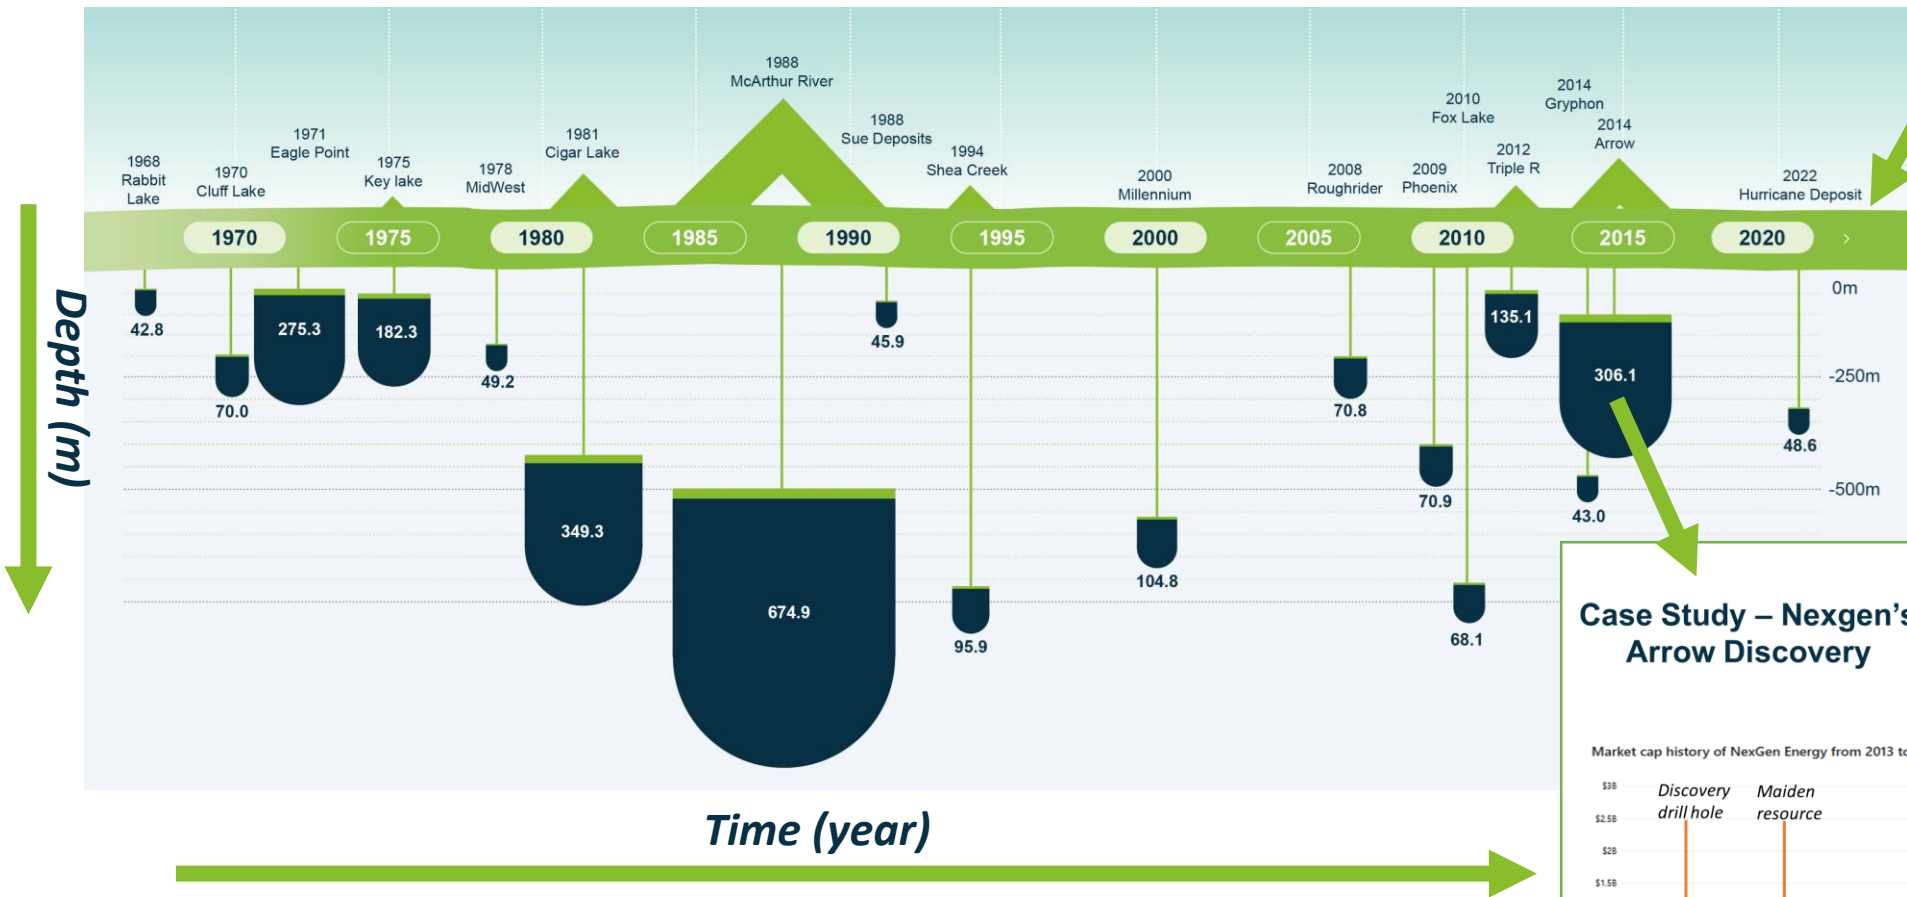 1988
McArthur River
2014
Gryphon
2010
Fox Lake
1988
Sue Deposits
2014
Arrow
1971
Eagle Point
1981
Cigar Lake
1968
Rabbit
Lake
1970
Cluff Lake
1975
Key lake
1978
MidWest
1994
Shea Creek
2000
Millennium
2008
Roughrider
2009
Phoenix
2012
Triple R
2022
Hurricane Deposit
1970 1975 1980 1985 1990 1995 2000 2005 2010 2015 2020 ›
Depth (m)
0m
-250m
-500m
42.8
70.0
275.3
182.3
49.2
349.3
674.9
45.9
95.9
104.8
70.8
70.9
68.1
135.1
306.1
43.0
48.6
Time (year)
Case Study – Nexgen's
Arrow Discovery
Market cap history of NexGen Energy from 2013 to
$3B
$2.5B
$2B
$1.5B
Discovery
drill hole
Maiden
resource